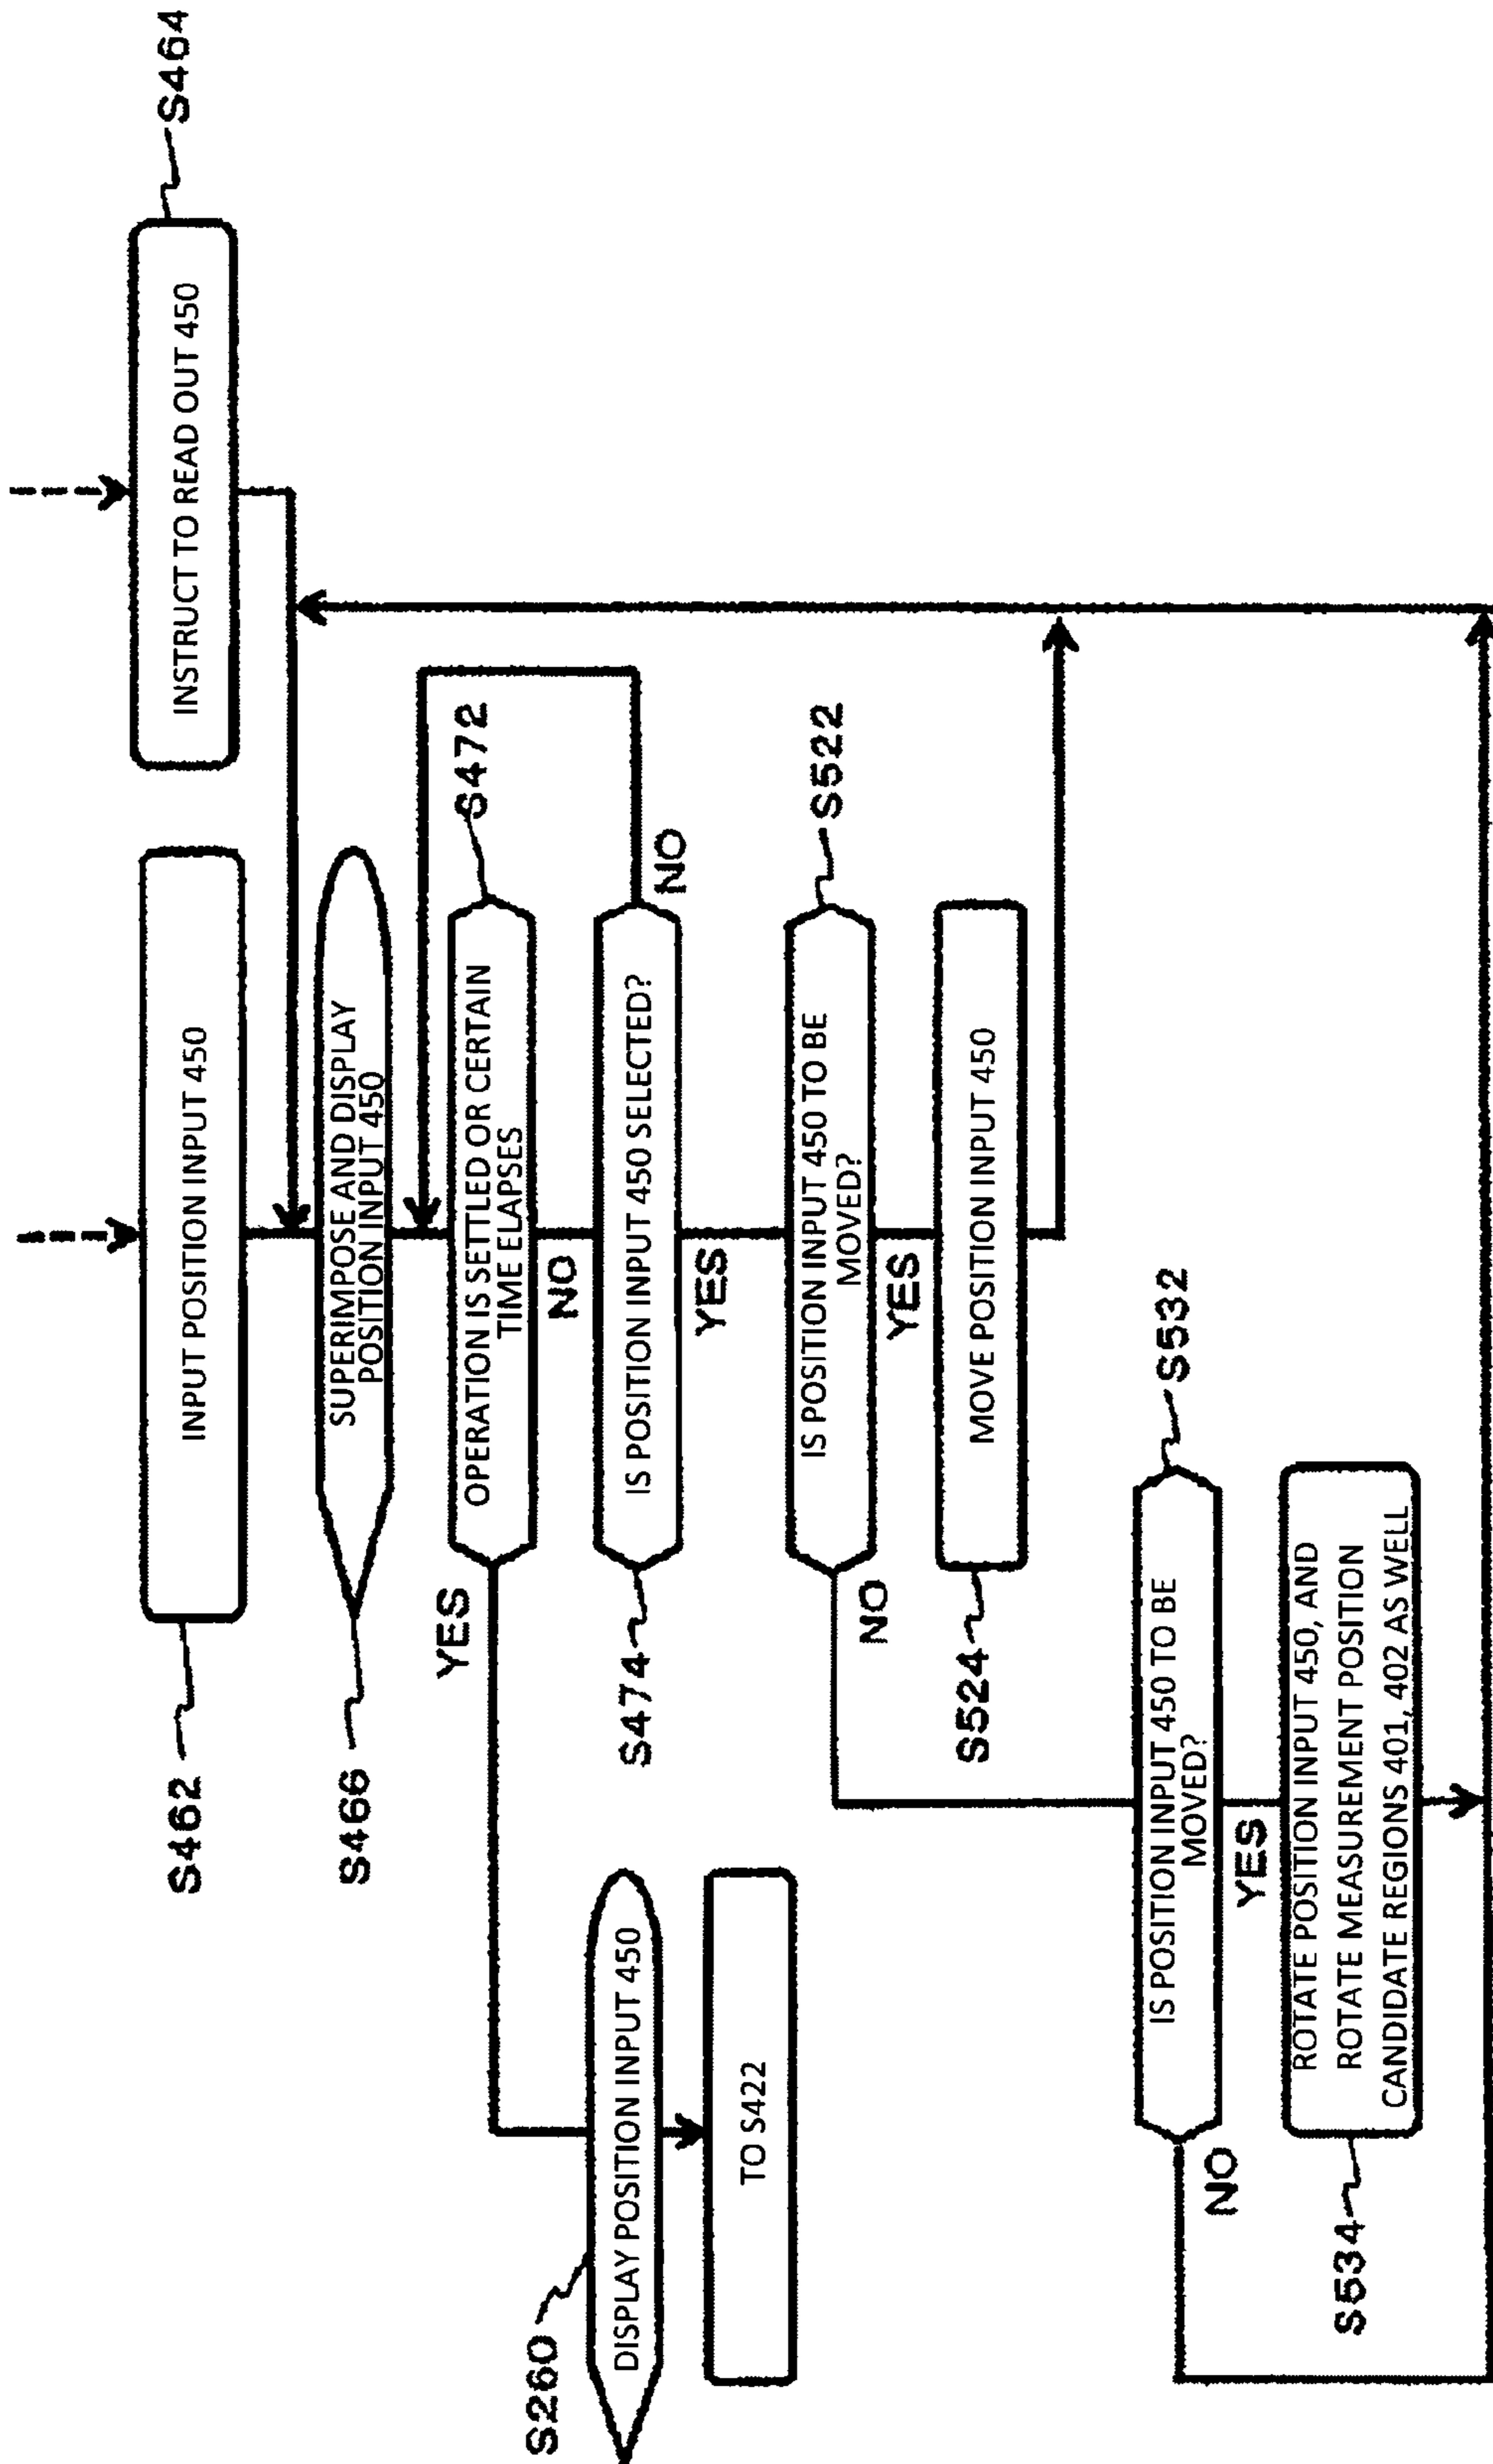 S462
INPUT POSITION INPUT 450
INSTRUCT TO READ OUT 450
S464
S466
SUPERIMPOSE AND DISPLAY
POSITION INPUT 450
OPERATION IS SETTLED OR CERTAIN
TIME ELAPSES
S472
YES
NO
S474
IS POSITION INPUT 450 SELECTED?
NO
YES
S260
DISPLAY POSITION INPUT 450
TO S422
IS POSITION INPUT 450 TO BE
MOVED?
S522
NO
YES
S524
MOVE POSITION INPUT 450
IS POSITION INPUT 450 TO BE
MOVED?
S532
NO
YES
S534
ROTATE POSITION INPUT 450, AND
ROTATE MEASUREMENT POSITION
CANDIDATE REGIONS 401, 402 AS WELL